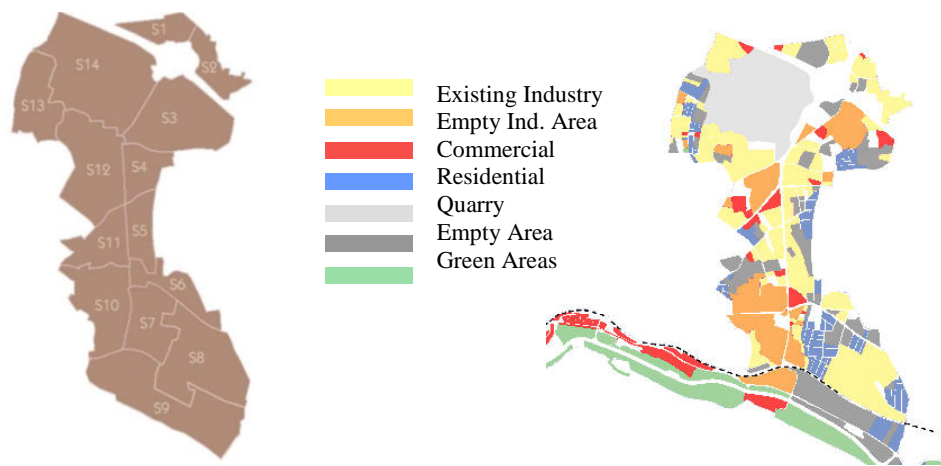 S1
S2
S14
S3
S13
S12
S4
S5
S11
S6
S10
S7
S8
S9
Existing Industry
Empty Ind. Area
Commercial
Residential
Quarry
Empty Area
Green Areas